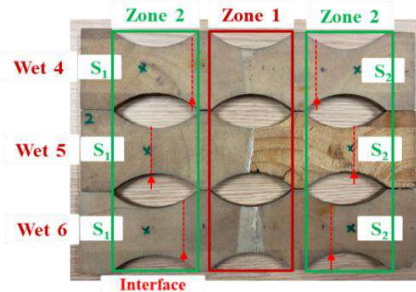 Zone 2 Zone 1 Zone 2
Wet 4 S1 S2
2
Wet 5 S1 S2
Wet 6 S1 S2
Interface